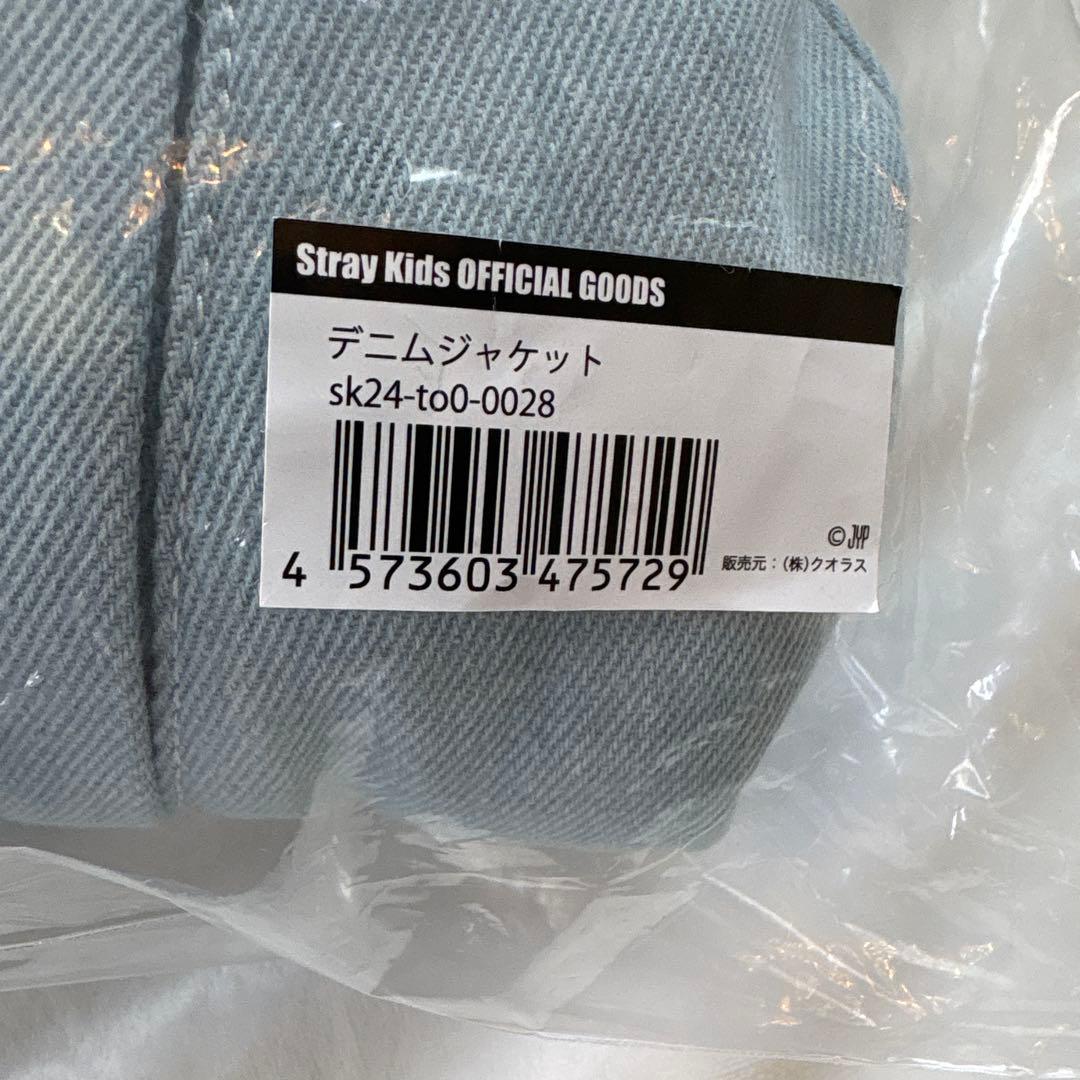 Stray Kids OFFICIAL GOODS
デニムジャケット
sk24-to0-0028
4 573603 475729
© JYP
販売元：(株)クオラス